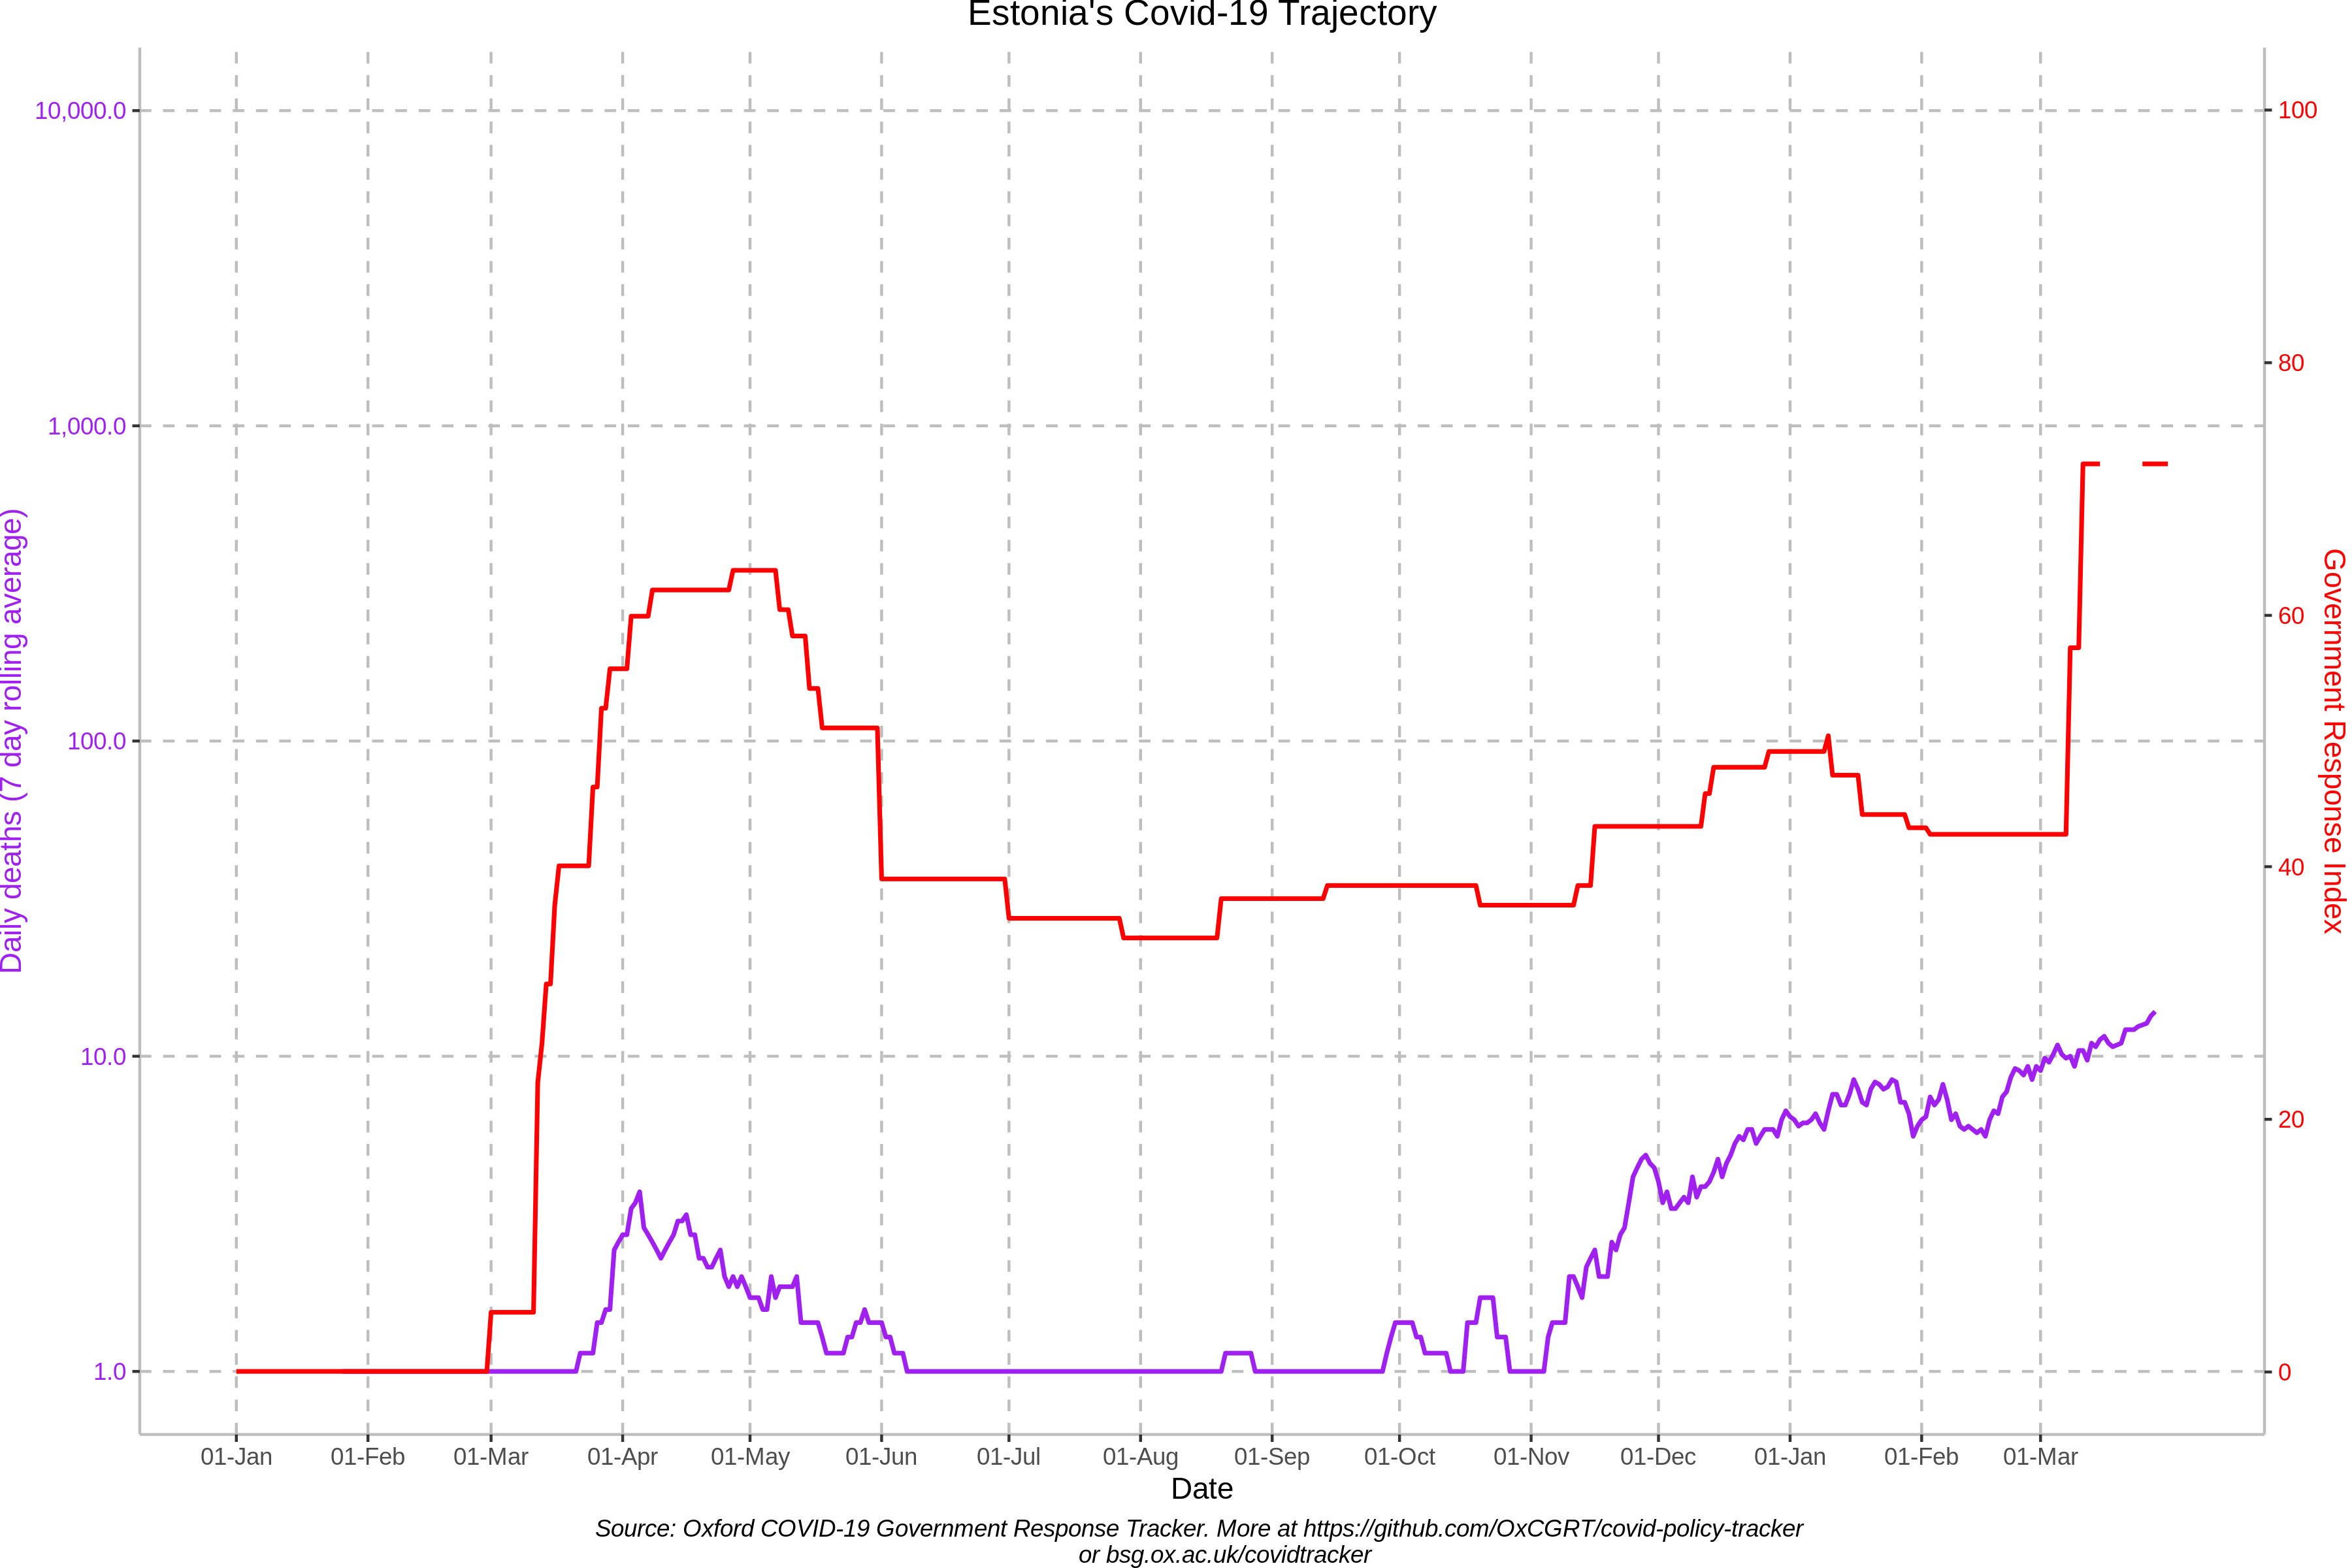 Estonia's Covid-19 Trajectory
10,000.0
1,000.0
100.0
10.0
1.0
Daily deaths (7 day rolling average)
100
80
60
40
20
0
Government Response Index
01-Jan
01-Feb
01-Mar
01-Apr
01-May
01-Jun
01-Jul
01-Aug
01-Sep
01-Oct
01-Nov
01-Dec
01-Jan
01-Feb
01-Mar
Date
Source: Oxford COVID-19 Government Response Tracker. More at https://github.com/OxCGRT/covid-policy-tracker
or bsg.ox.ac.uk/covidtracker